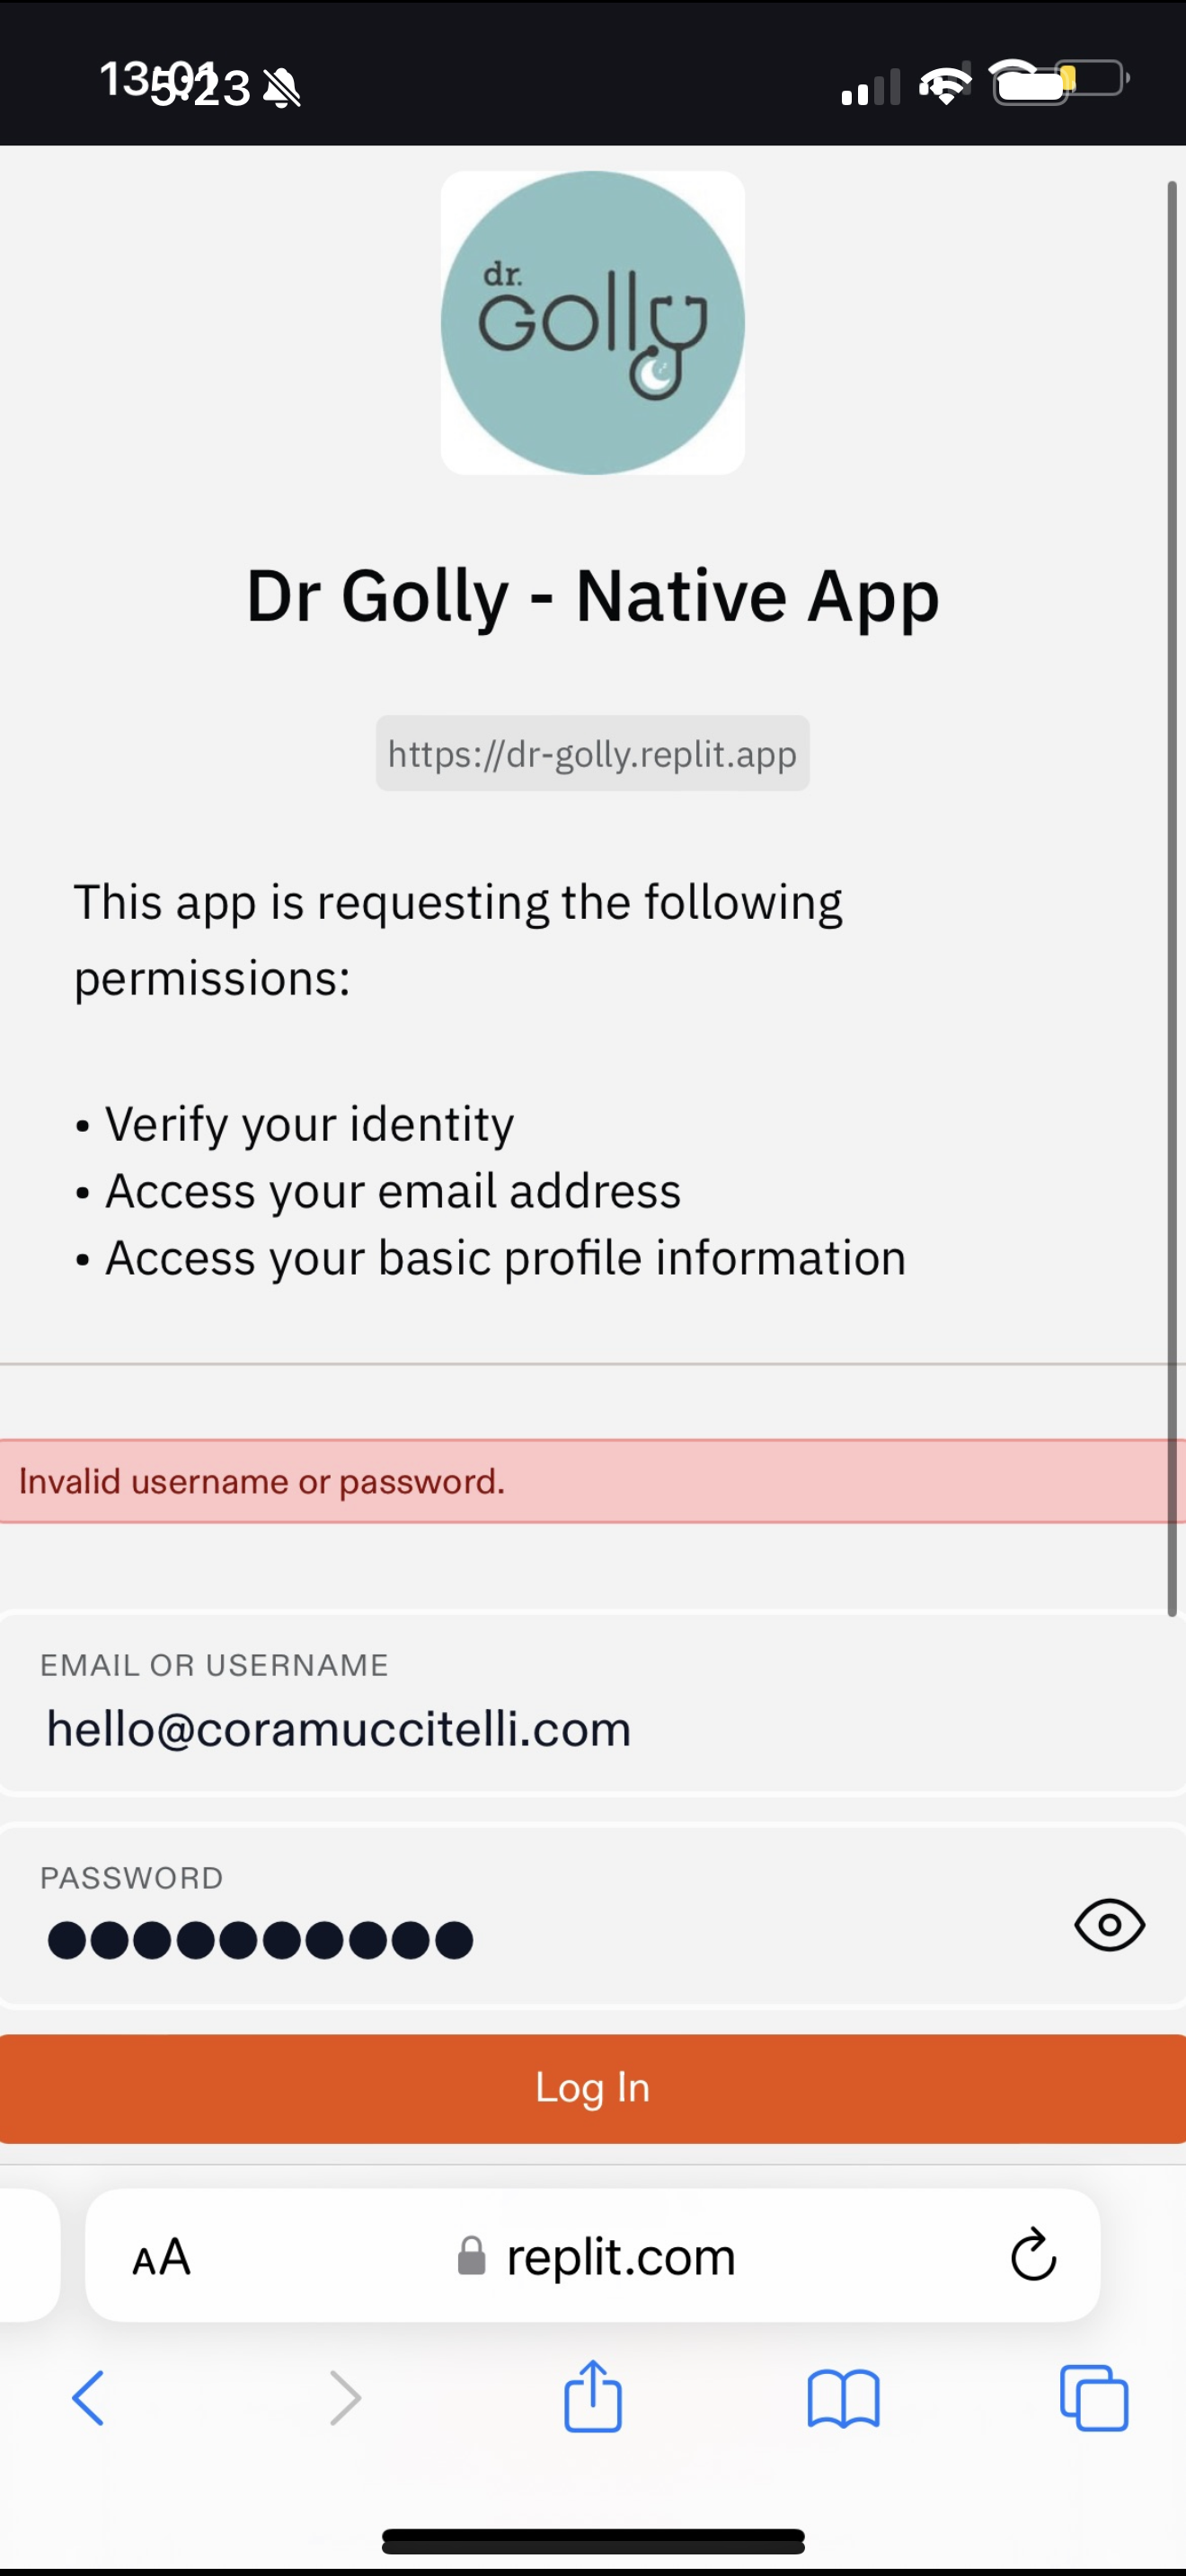 13:01
5:23
dr.
Golly
Dr Golly - Native App
https://dr-golly.replit.app
This app is requesting the following
permissions:
• Verify your identity
• Access your email address
• Access your basic profile information
Invalid username or password.
EMAIL OR USERNAME
hello@coramuccitelli.com
PASSWORD
Log In
AA
replit.com